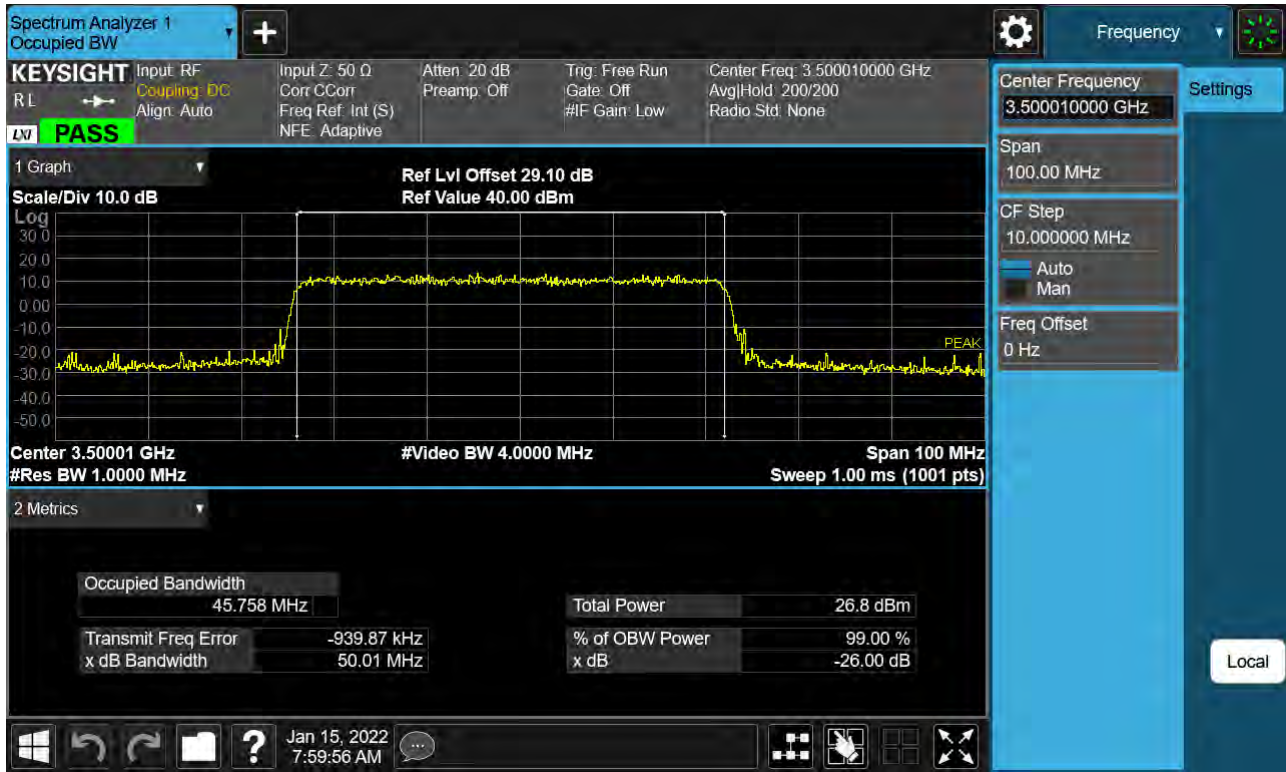 Spectrum Analyzer 1
Occupied BW
Frequency
KEYSIGHT
RL
LXI
PASS
Input: RF
Coupling: DC
Align: Auto
Input Z: 50 Ω
Corr CCorr
Freq Ref: Int (S)
NFE: Adaptive
Atten: 20 dB
Preamp: Off
Trig: Free Run
Gate: Off
#IF Gain: Low
Center Freq: 3.500010000 GHz
Avg|Hold: 200/200
Radio Std: None
Center Frequency
3.500010000 GHz
Settings
Span
100.00 MHz
CF Step
10.000000 MHz
Auto
Man
Freq Offset
0 Hz
Local
1 Graph
Scale/Div 10.0 dB
Ref Lvl Offset 29.10 dB
Ref Value 40.00 dBm
Log
30.0
20.0
10.0
0.00
-10.0
-20.0
-30.0
-40.0
-50.0
PEAK
Center 3.50001 GHz
#Video BW 4.0000 MHz
Span 100 MHz
#Res BW 1.0000 MHz
Sweep 1.00 ms (1001 pts)
2 Metrics
Occupied Bandwidth
45.758 MHz
Total Power 26.8 dBm
Transmit Freq Error -939.87 kHz
% of OBW Power 99.00 %
x dB Bandwidth 50.01 MHz
x dB -26.00 dB
Jan 15, 2022
7:59:56 AM